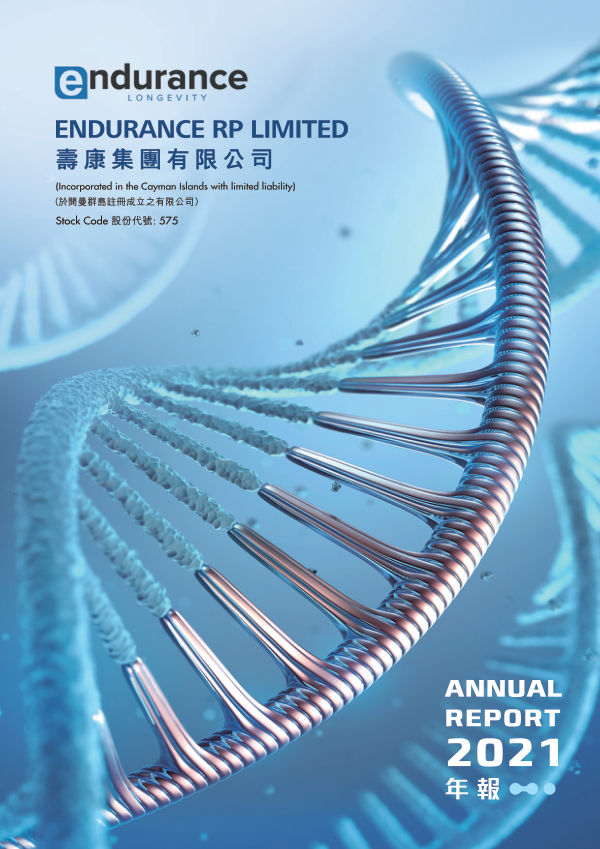 endurance
LONGEVITY
ENDURANCE RP LIMITED
壽康集團有限公司
(Incorporated in the Cayman Islands with limited liability)
（於開曼群島註冊成立之有限公司）
Stock Code 股份代號: 575
ANNUAL
REPORT
2021
年報